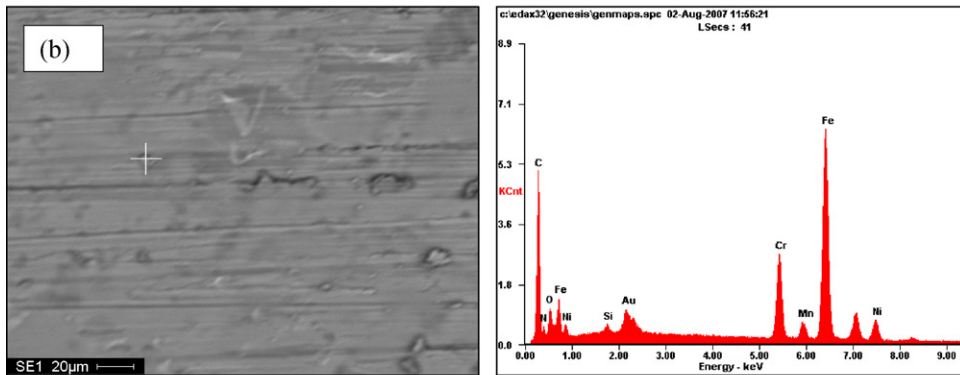 (b)
SE1 20µm
c:\edax32\genesis\genmaps.spc 02-Aug-2007 11:56:21
LSecs : 41
8.9
7.1
5.3
KCnt
3.6
1.8
0.0
C
N
O
Fe
Ni
Si
Au
Cr
Mn
Fe
Ni
0.00 1.00 2.00 3.00 4.00 5.00 6.00 7.00 8.00 9.00
Energy - keV